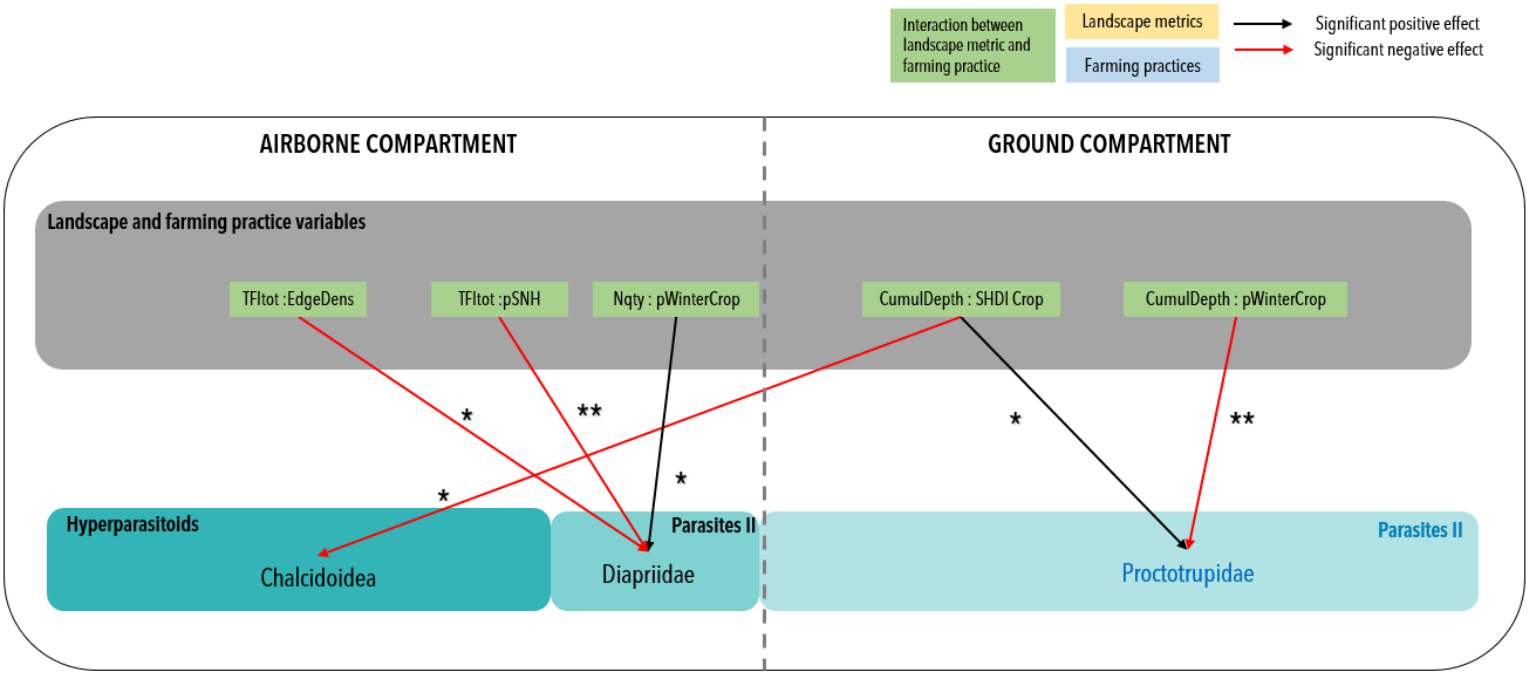 Interaction between
landscape metric and
farming practice
Landscape metrics
Farming practices
Significant positive effect
Significant negative effect
AIRBORNE COMPARTMENT
GROUND COMPARTMENT
Landscape and farming practice variables
TFItot :EdgeDens
TFItot :pSNH
Nqty : pWinterCrop
CumulDepth : SHDI Crop
CumulDepth : pWinterCrop
*
**
*
**
*
*
Hyperparasitoids
Parasites II
Parasites II
Chalcidoidea
Diapriidae
Proctotrupidae